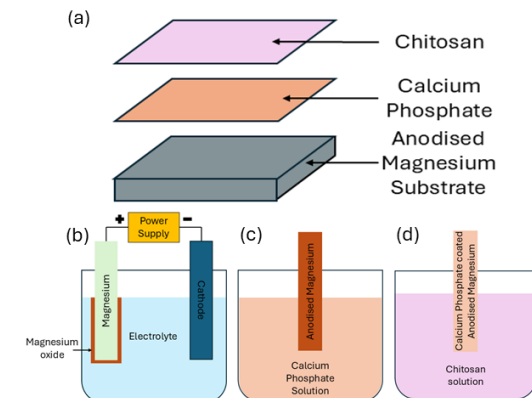 (a)
Chitosan
Calcium
Phosphate
Anodised
Magnesium
Substrate
(b)
+
Power
Supply
−
Magnesium
Cathode
Magnesium
oxide
Electrolyte
(c)
Anodised Magnesium
Calcium
Phosphate
Solution
(d)
Calcium Phosphate coated
Anodised Magnesium
Chitosan
solution